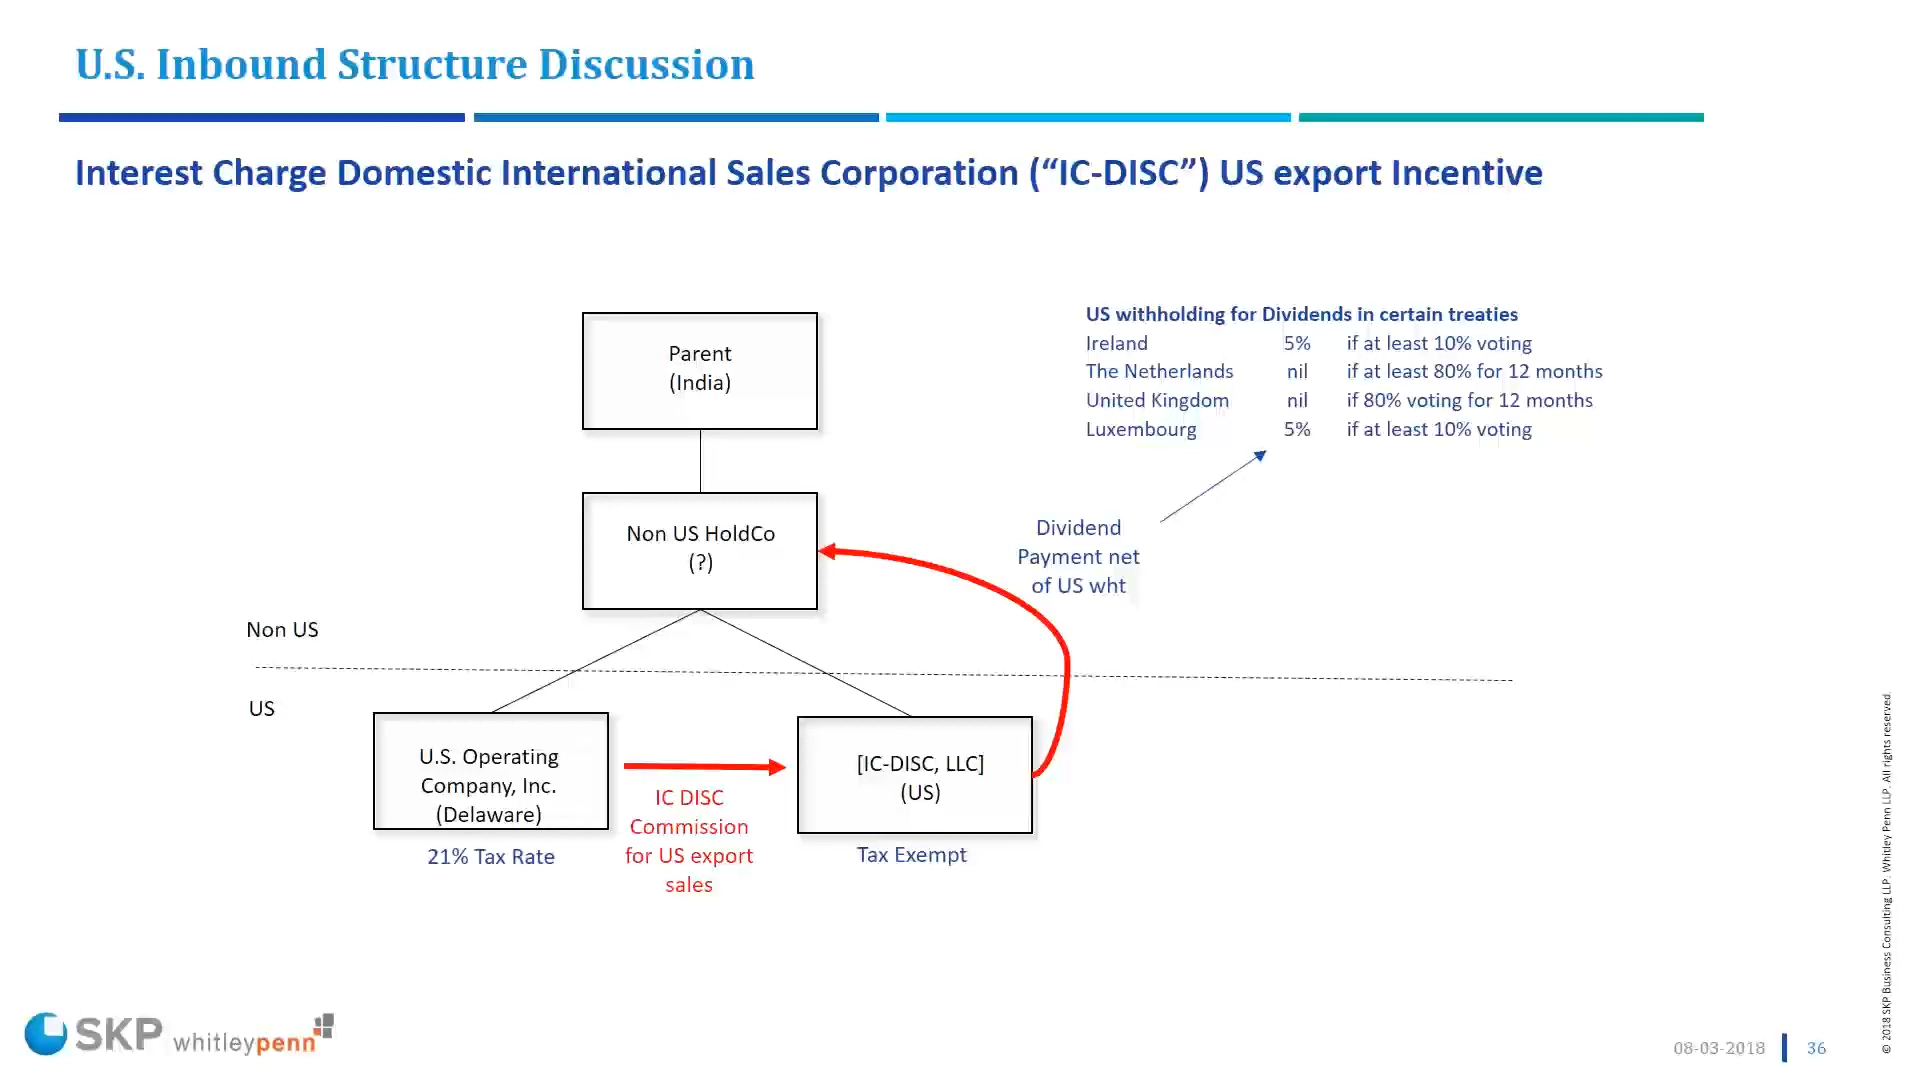 U.S. Inbound Structure Discussion
Interest Charge Domestic International Sales Corporation (“IC-DISC”) US export Incentive
Parent
(India)
US withholding for Dividends in certain treaties
Ireland 5% if at least 10% voting
The Netherlands nil if at least 80% for 12 months
United Kingdom nil if 80% voting for 12 months
Luxembourg 5% if at least 10% voting
Non US HoldCo
(?)
Dividend
Payment net
of US wht
Non US
US
U.S. Operating
Company, Inc.
(Delaware)
21% Tax Rate
IC DISC
Commission
for US export
sales
[IC-DISC, LLC]
(US)
Tax Exempt
© 2018 SKP Business Consulting LLP. Whitley Penn LLP. All rights reserved.
SKP whitleypenn
08-03-2018 36